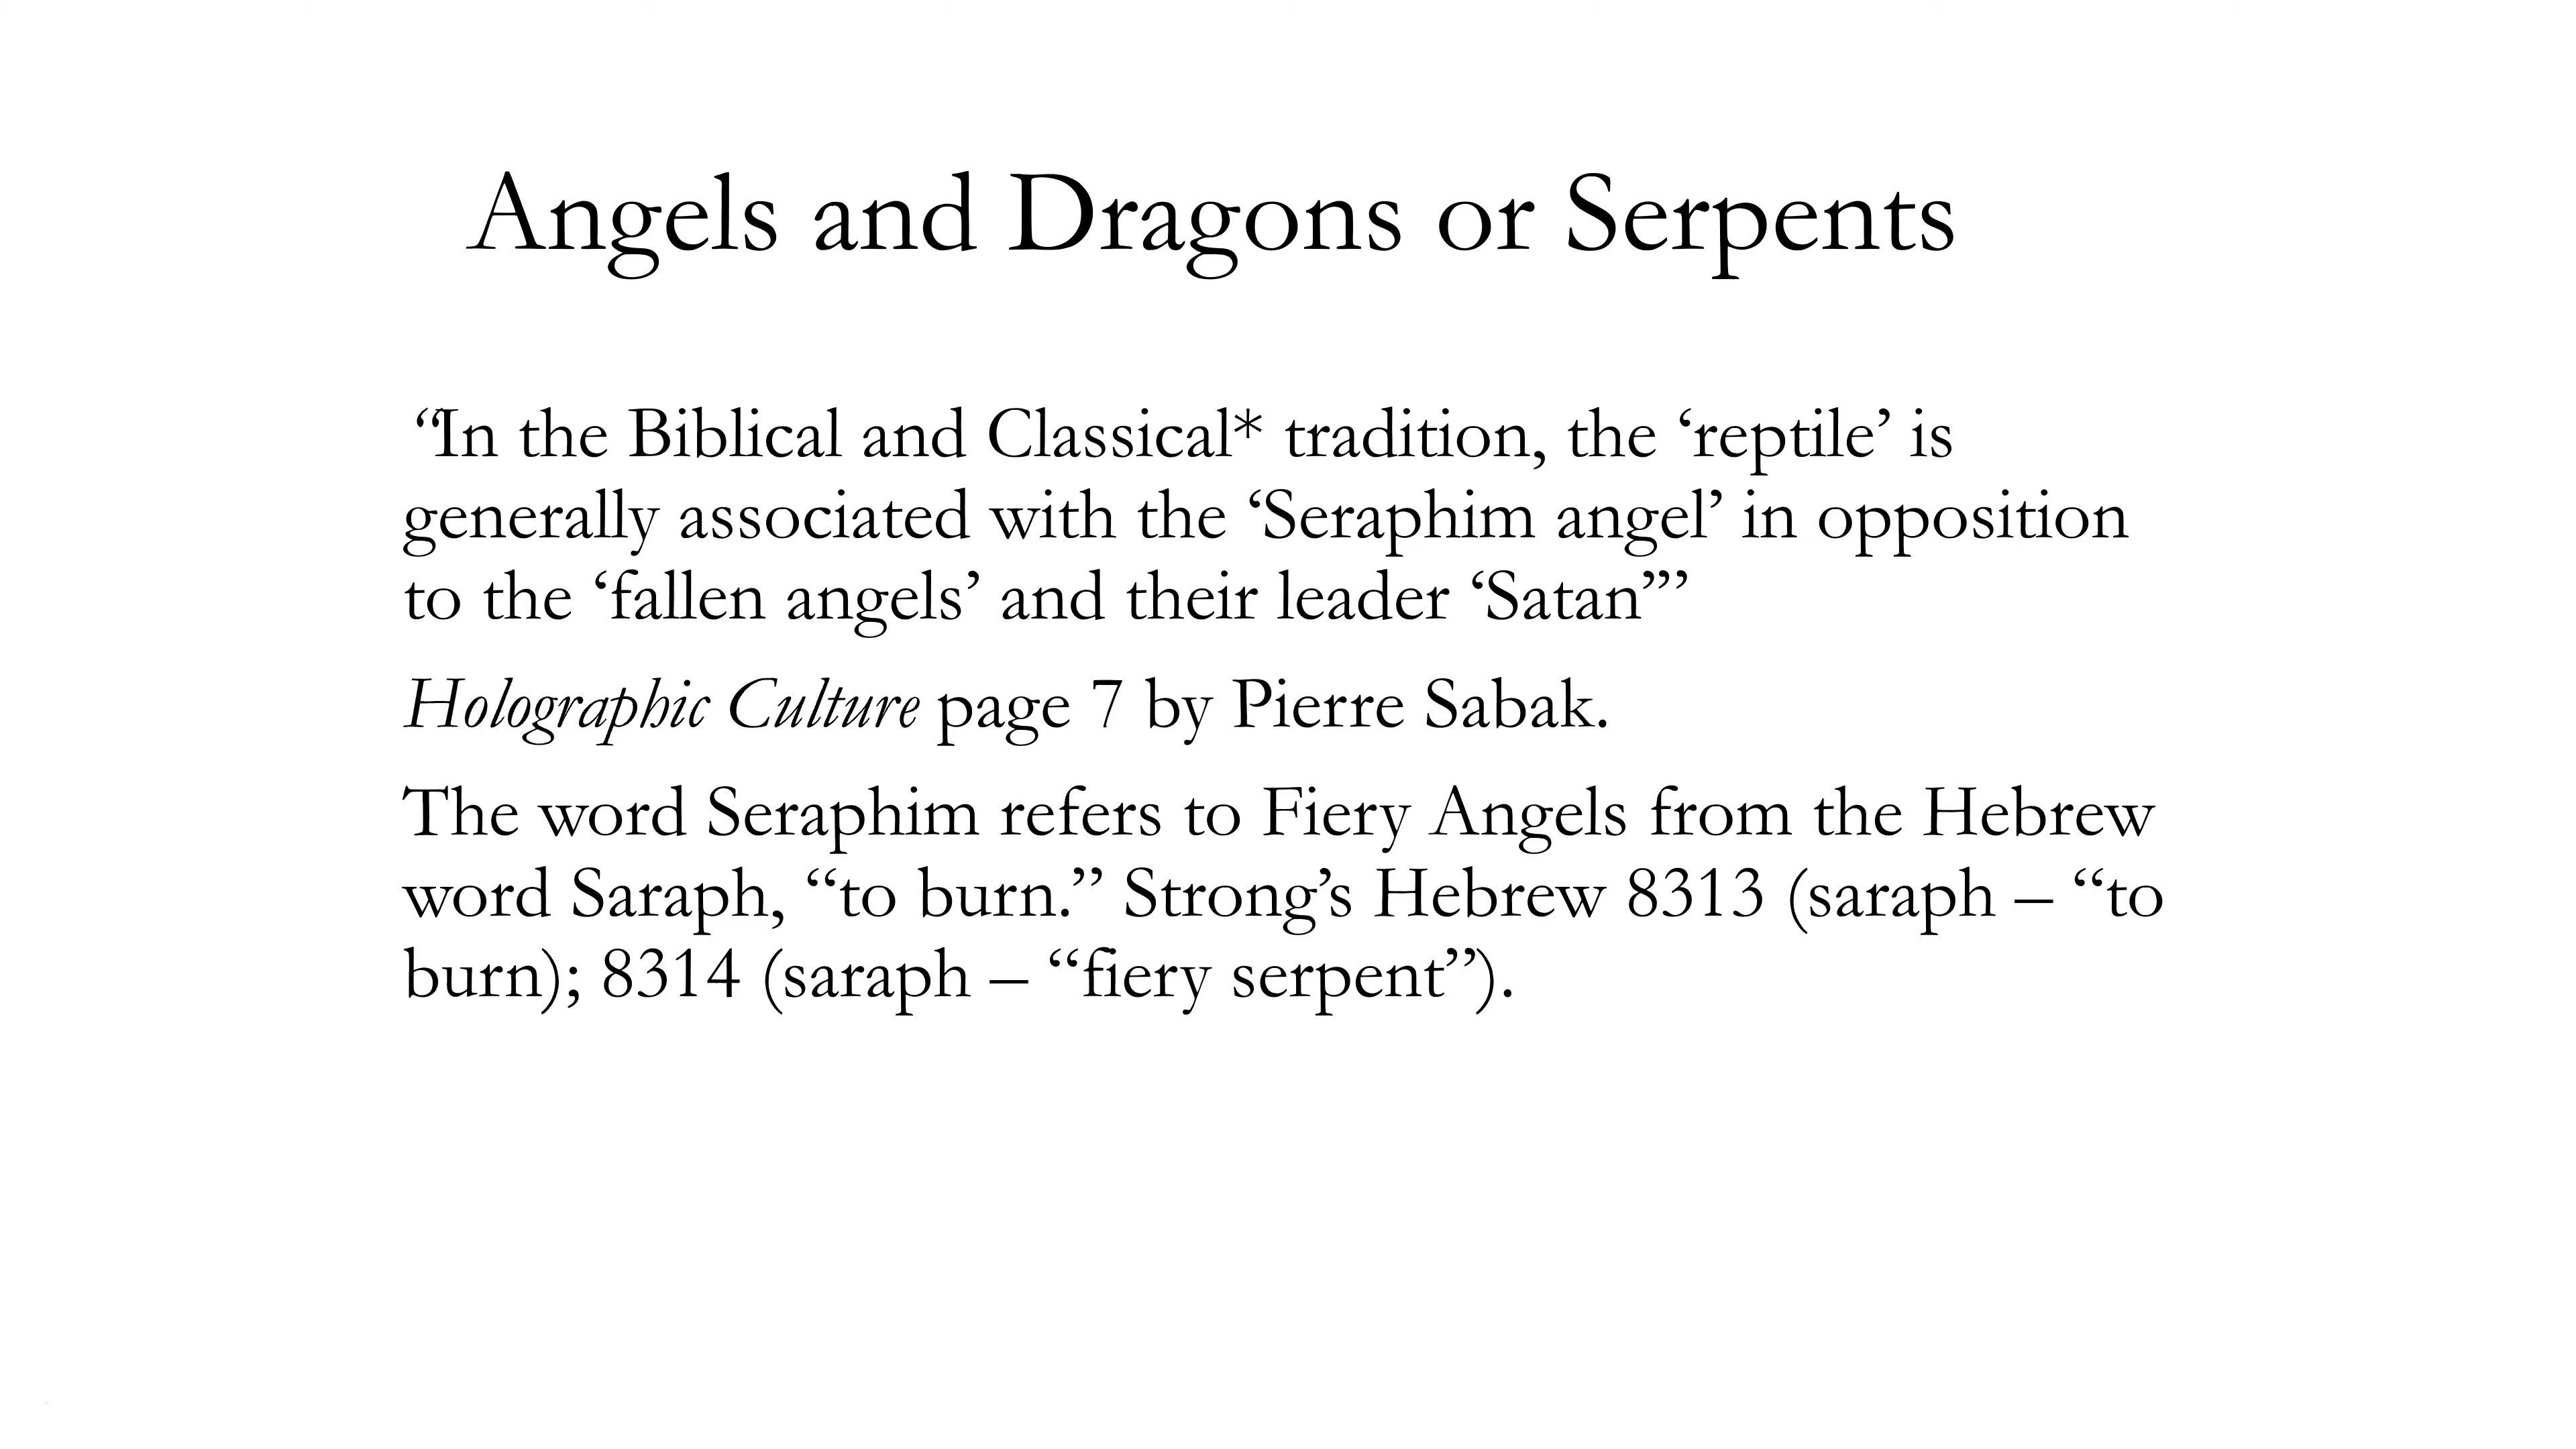 Angels and Dragons or Serpents
“In the Biblical and Classical* tradition, the ‘reptile’ is
generally associated with the ‘Seraphim angel’ in opposition
to the ‘fallen angels’ and their leader ‘Satan”’
Holographic Culture page 7 by Pierre Sabak.
The word Seraphim refers to Fiery Angels from the Hebrew
word Saraph, “to burn.” Strong’s Hebrew 8313 (saraph – “to
burn); 8314 (saraph – “fiery serpent”).